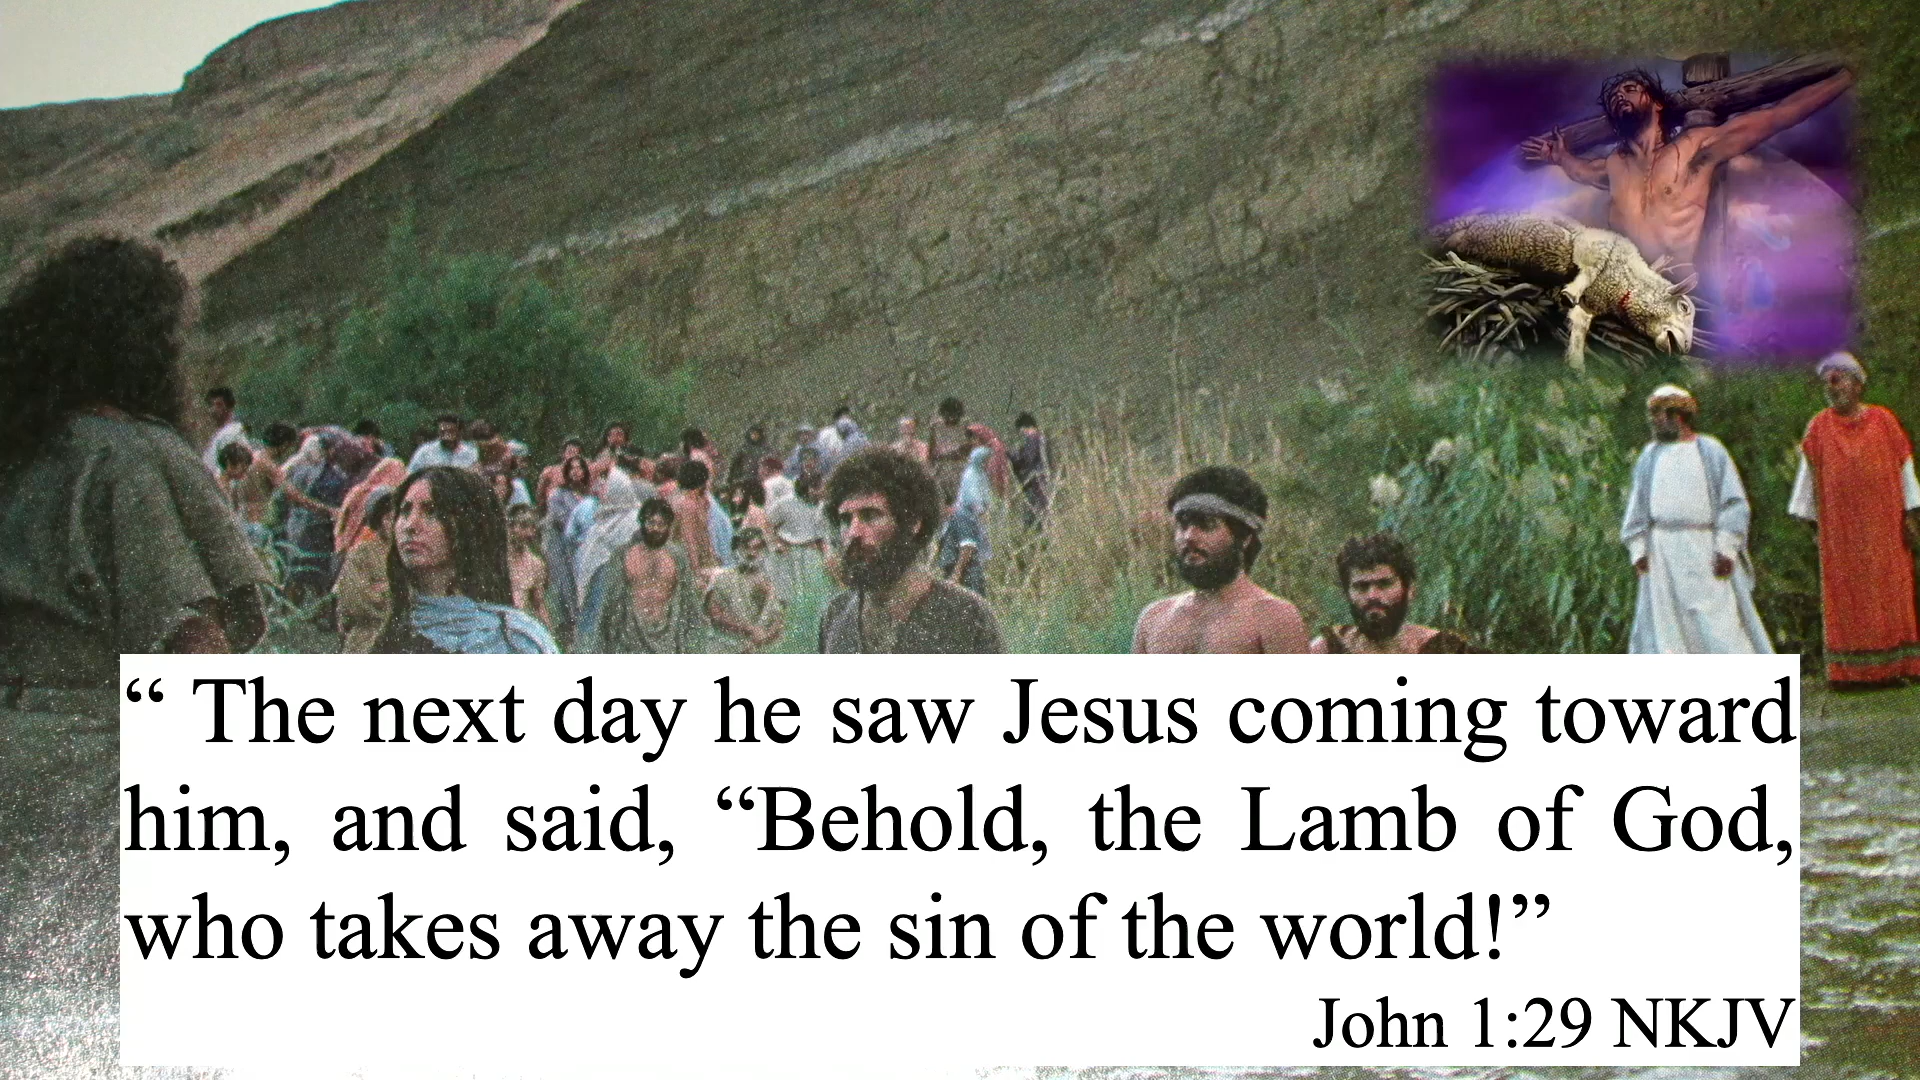 “ The next day he saw Jesus coming toward
him, and said, “Behold, the Lamb of God,
who takes away the sin of the world!”
John 1:29 NKJV